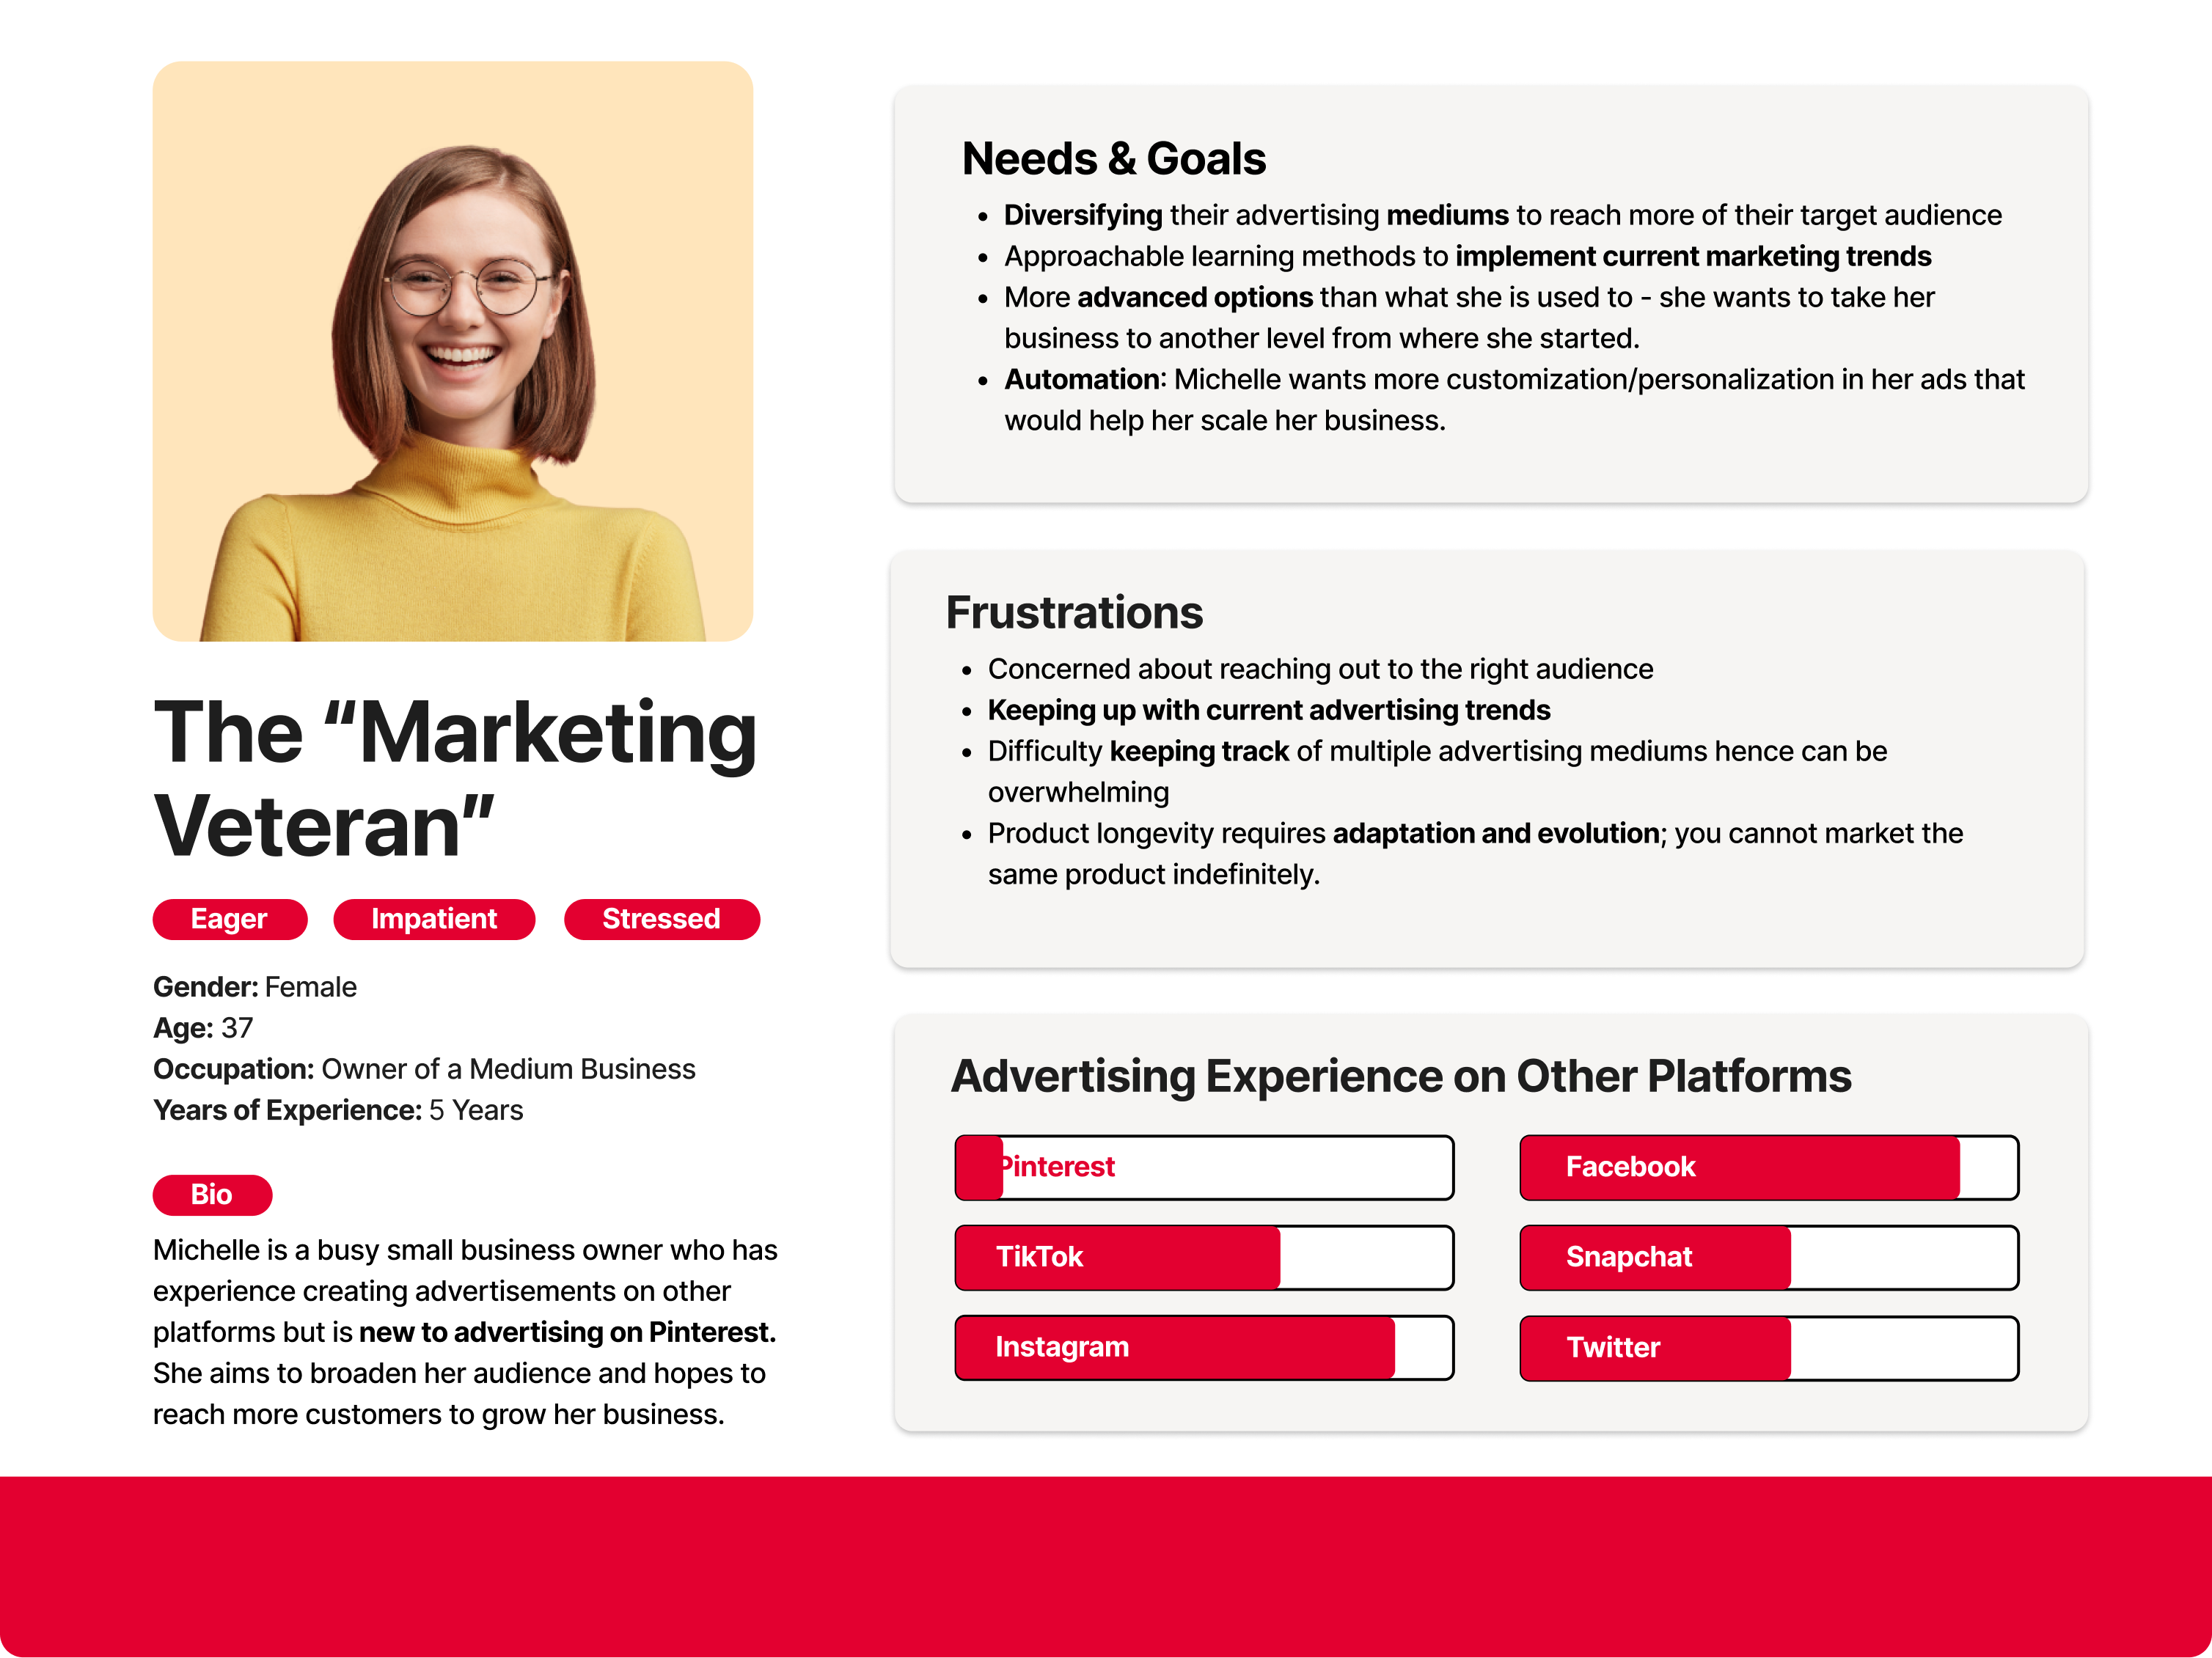 The “Marketing
Veteran”
Eager Impatient Stressed
Gender: Female
Age: 37
Occupation: Owner of a Medium Business
Years of Experience: 5 Years
Bio
Michelle is a busy small business owner who has
experience creating advertisements on other
platforms but is new to advertising on Pinterest.
She aims to broaden her audience and hopes to
reach more customers to grow her business.
Needs & Goals
• Diversifying their advertising mediums to reach more of their target audience
• Approachable learning methods to implement current marketing trends
• More advanced options than what she is used to - she wants to take her
business to another level from where she started.
• Automation: Michelle wants more customization/personalization in her ads that
would help her scale her business.
Frustrations
• Concerned about reaching out to the right audience
• Keeping up with current advertising trends
• Difficulty keeping track of multiple advertising mediums hence can be
overwhelming
• Product longevity requires adaptation and evolution; you cannot market the
same product indefinitely.
Advertising Experience on Other Platforms
Pinterest Facebook
TikTok Snapchat
Instagram Twitter